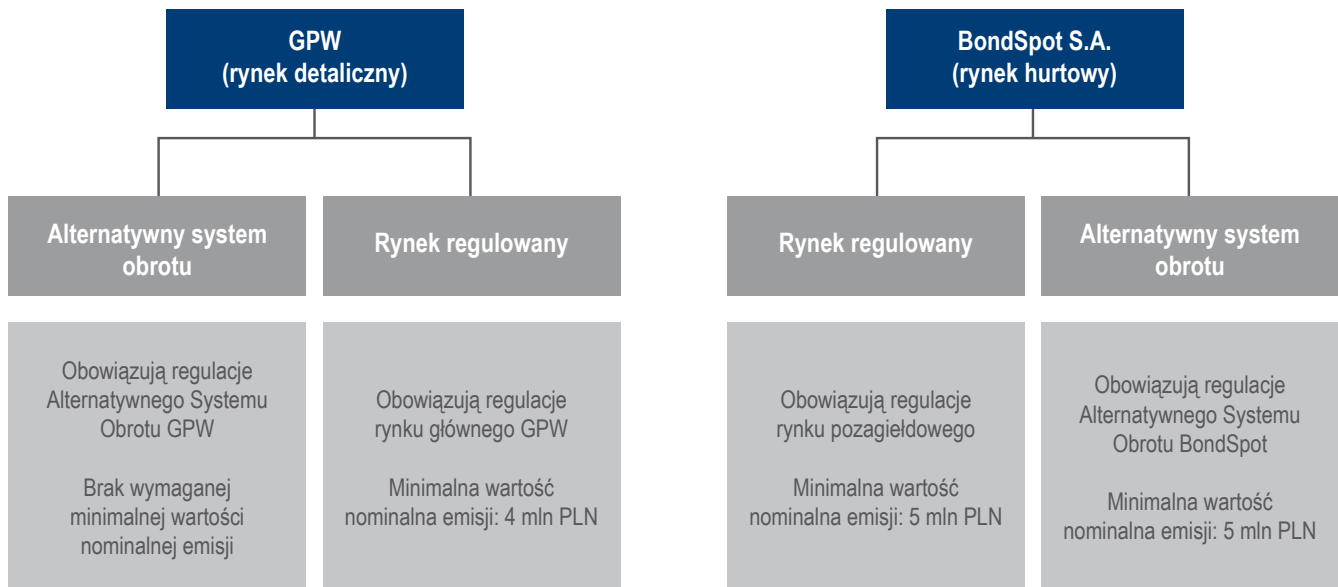 GPW
(rynek detaliczny)
BondSpot S.A.
(rynek hurtowy)
Alternatywny system
obrotu
Rynek regulowany
Rynek regulowany
Alternatywny system
obrotu
Obowiązują regulacje
Alternatywnego Systemu
Obrotu GPW
Brak wymaganej
minimalnej wartości
nominalnej emisji
Obowiązują regulacje
rynku głównego GPW
Minimalna wartość
nominalna emisji: 4 mln PLN
Obowiązują regulacje
rynku pozagiełdowego
Minimalna wartość
nominalna emisji: 5 mln PLN
Obowiązują regulacje
Alternatywnego Systemu
Obrotu BondSpot
Minimalna wartość
nominalna emisji: 5 mln PLN